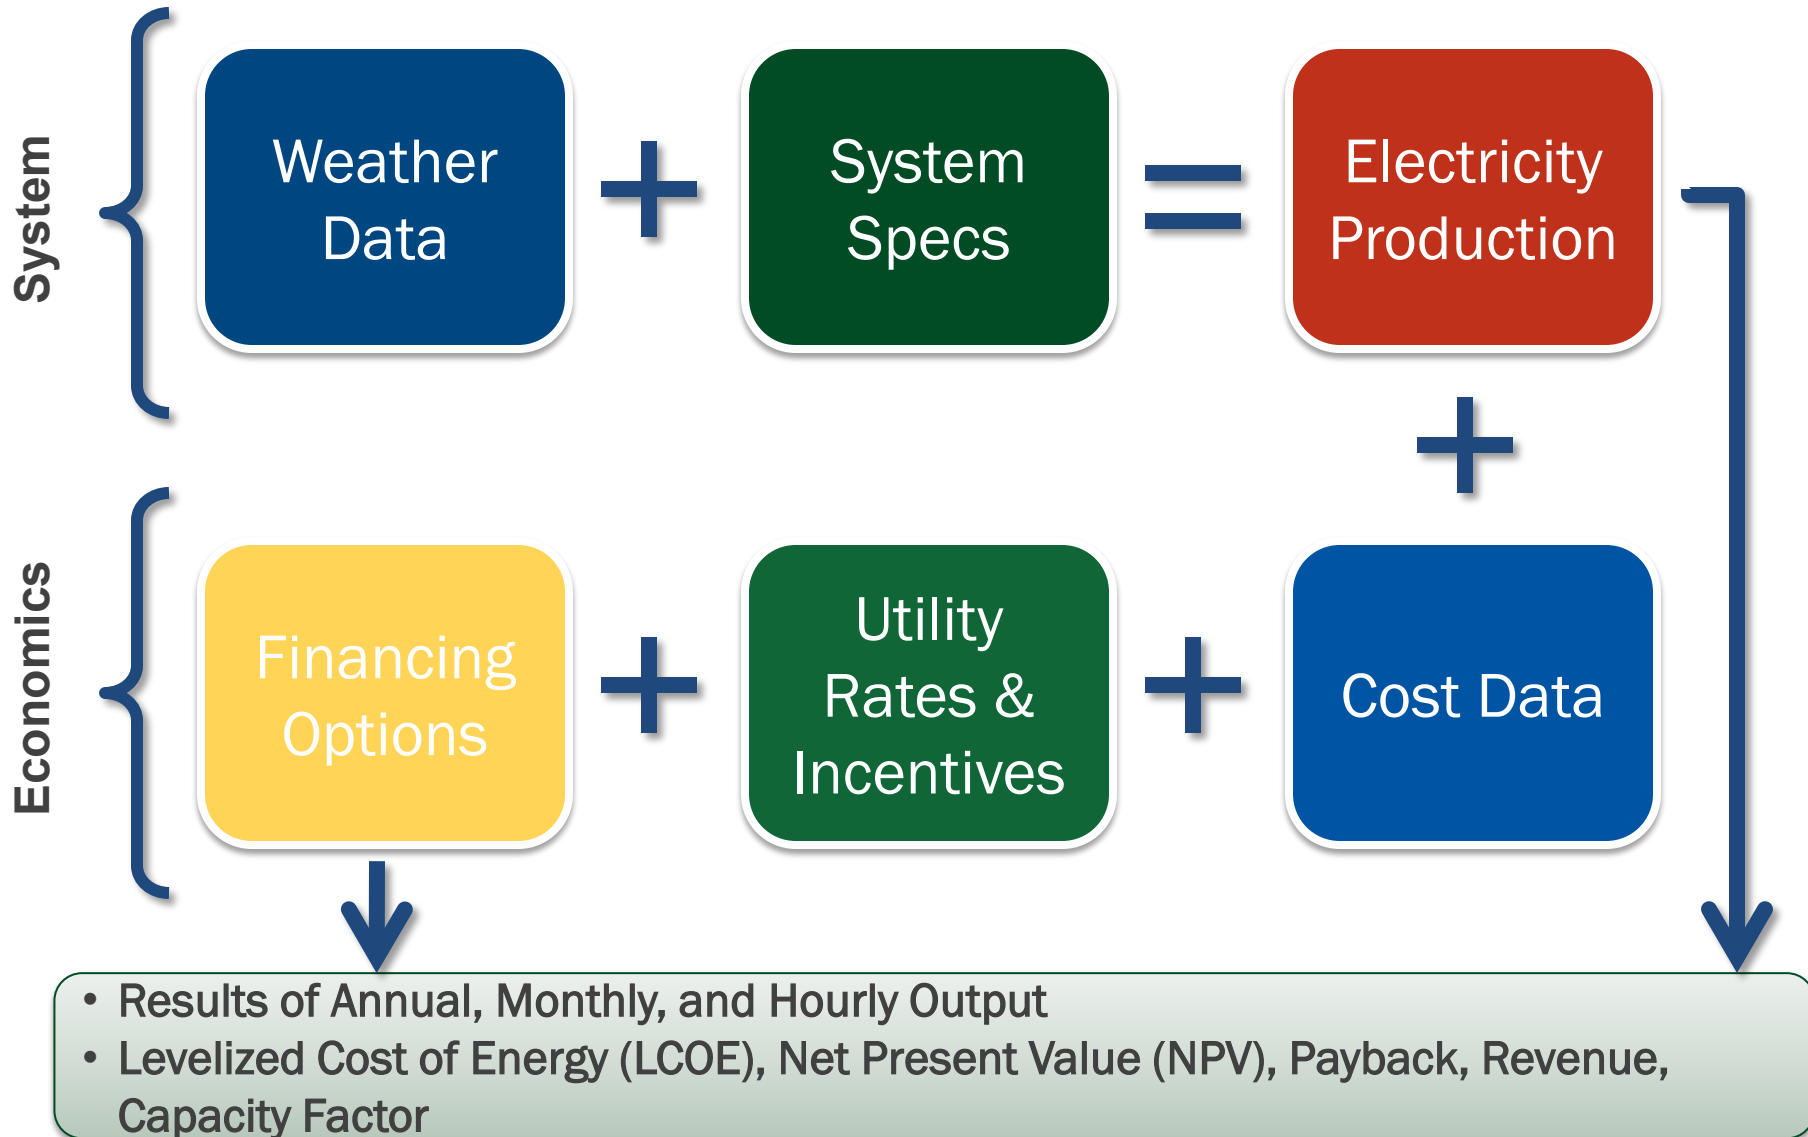 System
Weather
Data
System
Specs
Electricity
Production
Economics
Financing
Options
Utility
Rates &
Incentives
Cost Data
• Results of Annual, Monthly, and Hourly Output
• Levelized Cost of Energy (LCOE), Net Present Value (NPV), Payback, Revenue,
Capacity Factor